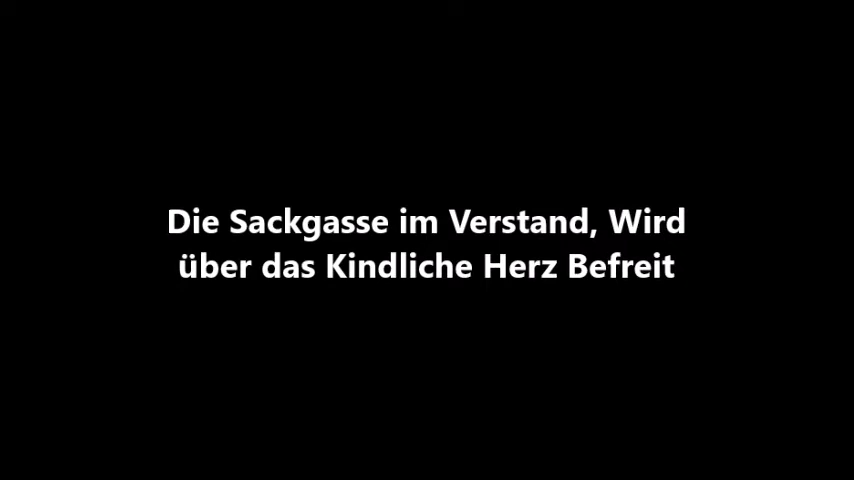 Die Sackgasse im Verstand, Wird
über das Kindliche Herz Befreit